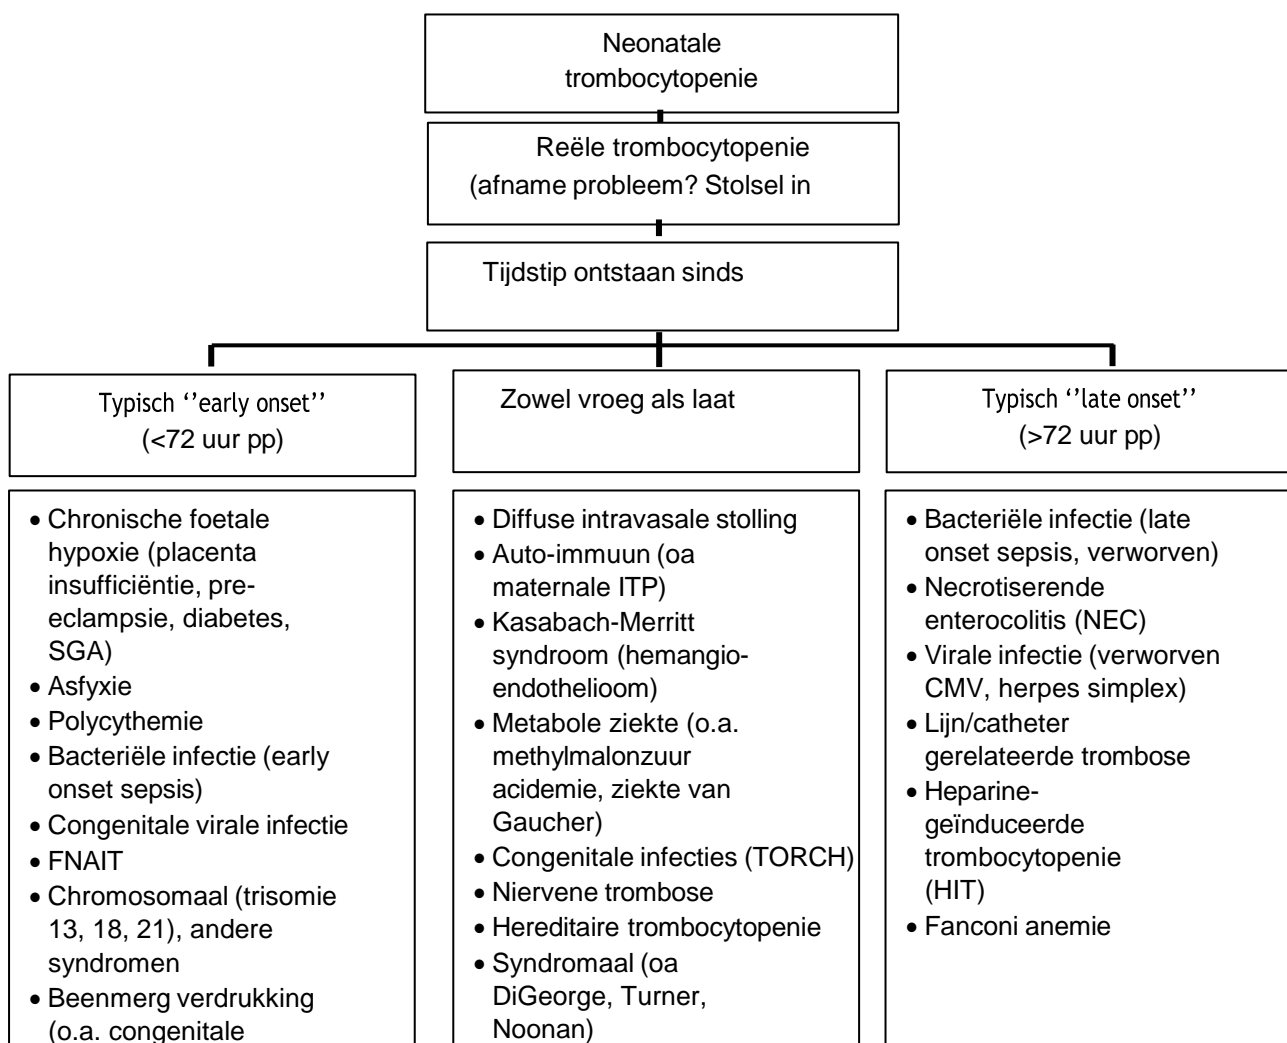 Neonatale
trombocytopenie
Reële trombocytopenie
(afname probleem? Stolsel in
Tijdstip ontstaan sinds
Typisch ‘’early onset’’
(<72 uur pp)
Zowel vroeg als laat
Typisch ‘’late onset’’
(>72 uur pp)
• Chronische foetale
hypoxie (placenta
insufficiëntie, pre-
eclampsie, diabetes,
SGA)
• Asfyxie
• Polycythemie
• Bacteriële infectie (early
onset sepsis)
• Congenitale virale infectie
• FNAIT
• Chromosomaal (trisomie
13, 18, 21), andere
syndromen
• Beenmerg verdrukking
(o.a. congenitale
• Diffuse intravasale stolling
• Auto-immuun (oa
maternale ITP)
• Kasabach-Merritt
syndroom (hemangio-
endothelioom)
• Metabole ziekte (o.a.
methylmalonzuur
acidemie, ziekte van
Gaucher)
• Congenitale infecties (TORCH)
• Niervene trombose
• Hereditaire trombocytopenie
• Syndromaal (oa
DiGeorge, Turner,
Noonan)
• Bacteriële infectie (late
onset sepsis, verworven)
• Necrotiserende
enterocolitis (NEC)
• Virale infectie (verworven
CMV, herpes simplex)
• Lijn/catheter
gerelateerde trombose
• Heparine-
geïnduceerde
trombocytopenie
(HIT)
• Fanconi anemie